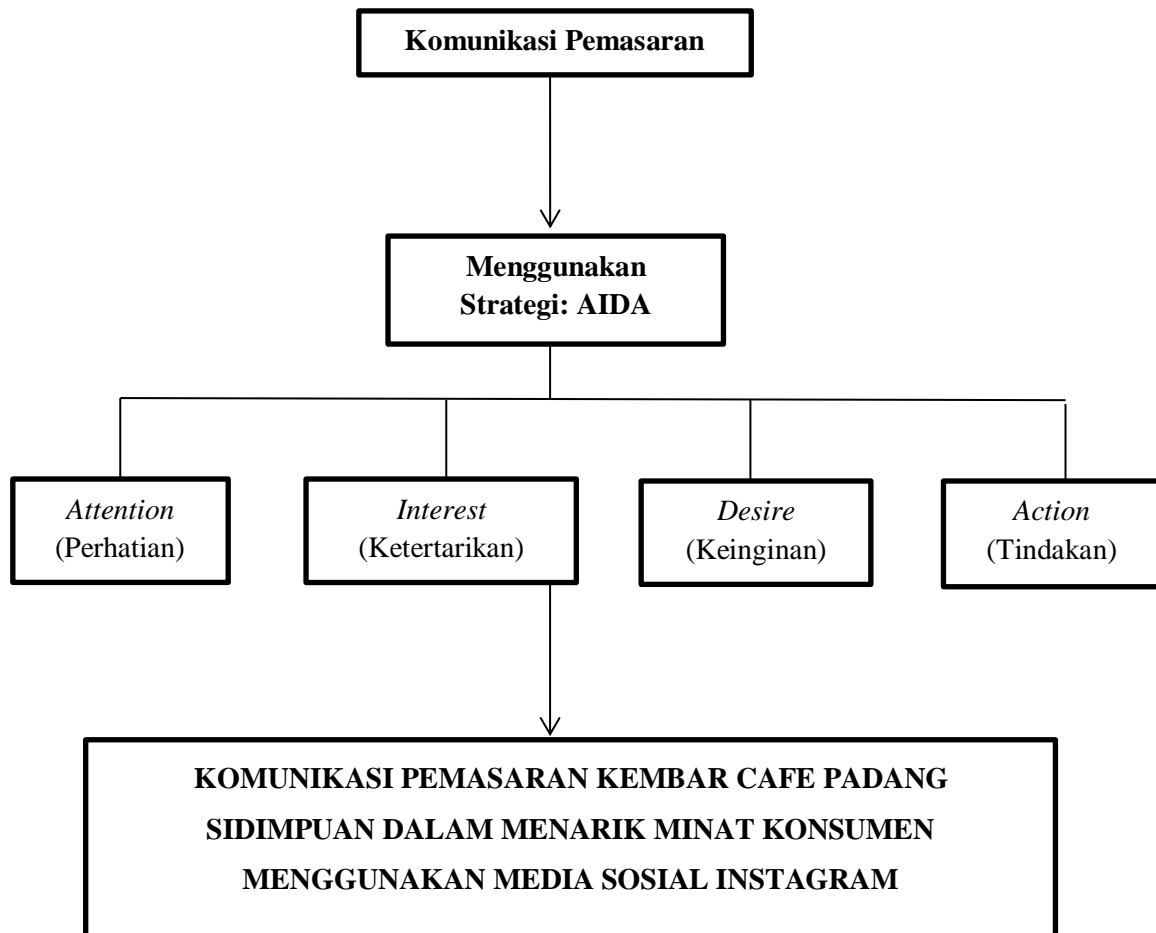 Komunikasi Pemasaran
Menggunakan
Strategi: AIDA
Attention
(Perhatian)
Interest
(Ketertarikan)
Desire
(Keinginan)
Action
(Tindakan)
KOMUNIKASI PEMASARAN KEMBAR CAFE PADANG
SIDIMPUAN DALAM MENARIK MINAT KONSUMEN
MENGGUNAKAN MEDIA SOSIAL INSTAGRAM